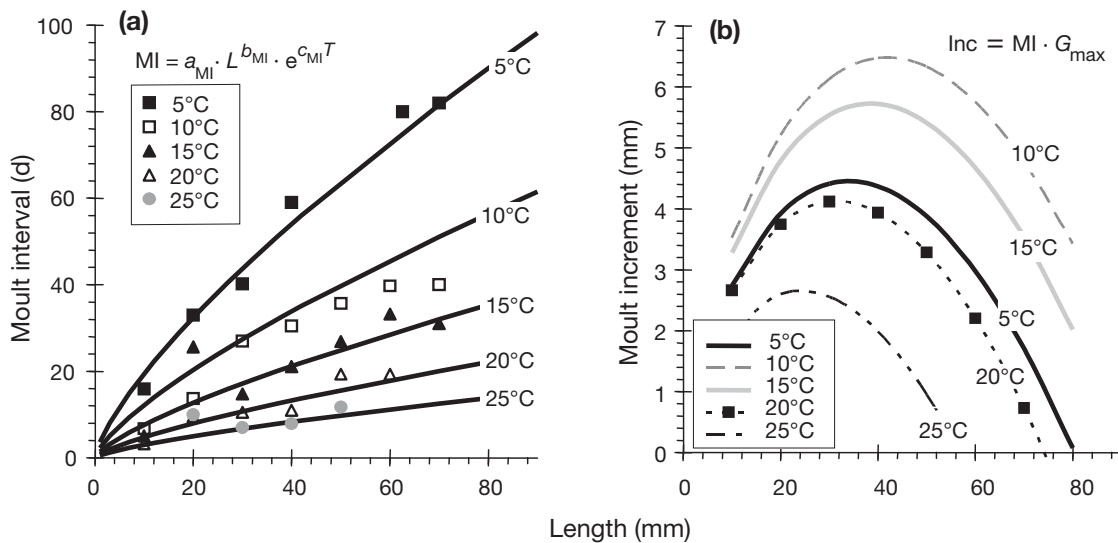 (a)
MI = a_MI · L^b_MI · e^c_MI T
5°C
10°C
15°C
20°C
25°C
5°C
10°C
15°C
20°C
25°C
Moult interval (d)
100
80
60
40
20
0
0 20 40 60 80
(b)
Inc = MI · G_max
10°C
15°C
5°C
20°C
25°C
5°C
10°C
15°C
20°C
25°C
Moult increment (mm)
7
6
5
4
3
2
1
0
0 20 40 60 80
Length (mm)